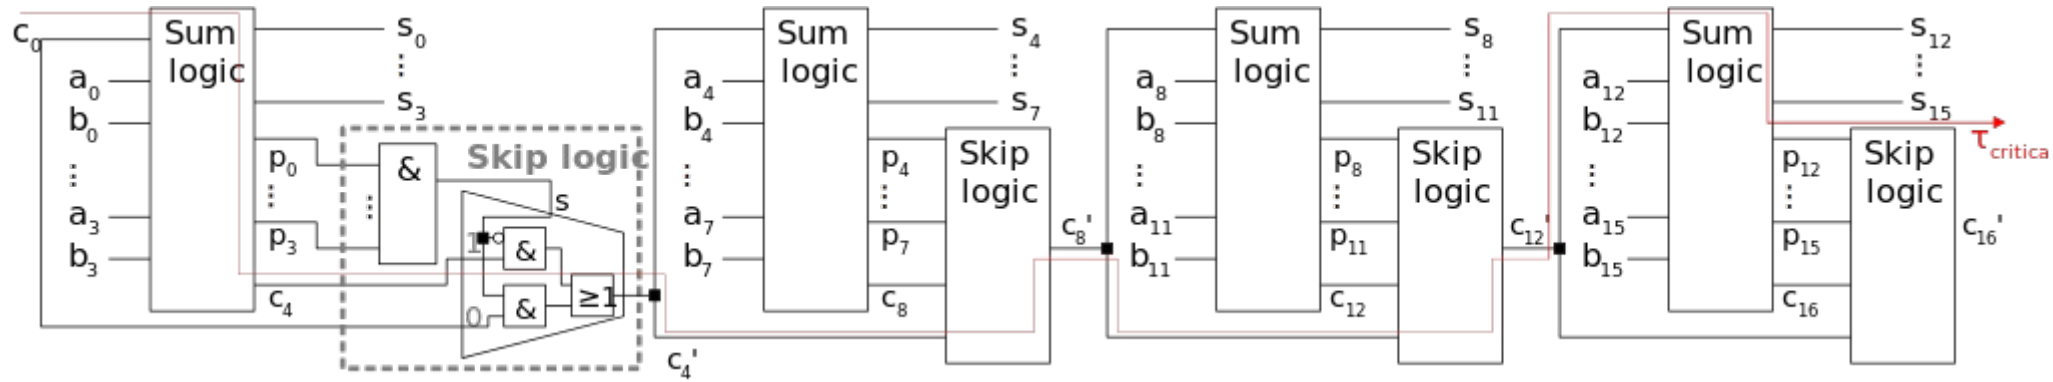 c0
Sum
logic
a0
b0
⋮
a3
b3
s0
⋮
s3
p0
⋮
p3
c4
Skip logic
&
⋮
s
1
&
0
&
≥1
c4'
Sum
logic
a4
b4
⋮
a7
b7
s4
⋮
s7
p4
⋮
p7
c8
Skip
logic
c8'
Sum
logic
a8
b8
⋮
a11
b11
s8
⋮
s11
p8
⋮
p11
c12
Skip
logic
c12'
Sum
logic
a12
b12
⋮
a15
b15
s12
⋮
s15
τcritica
p12
⋮
p15
c16
Skip
logic
c16'